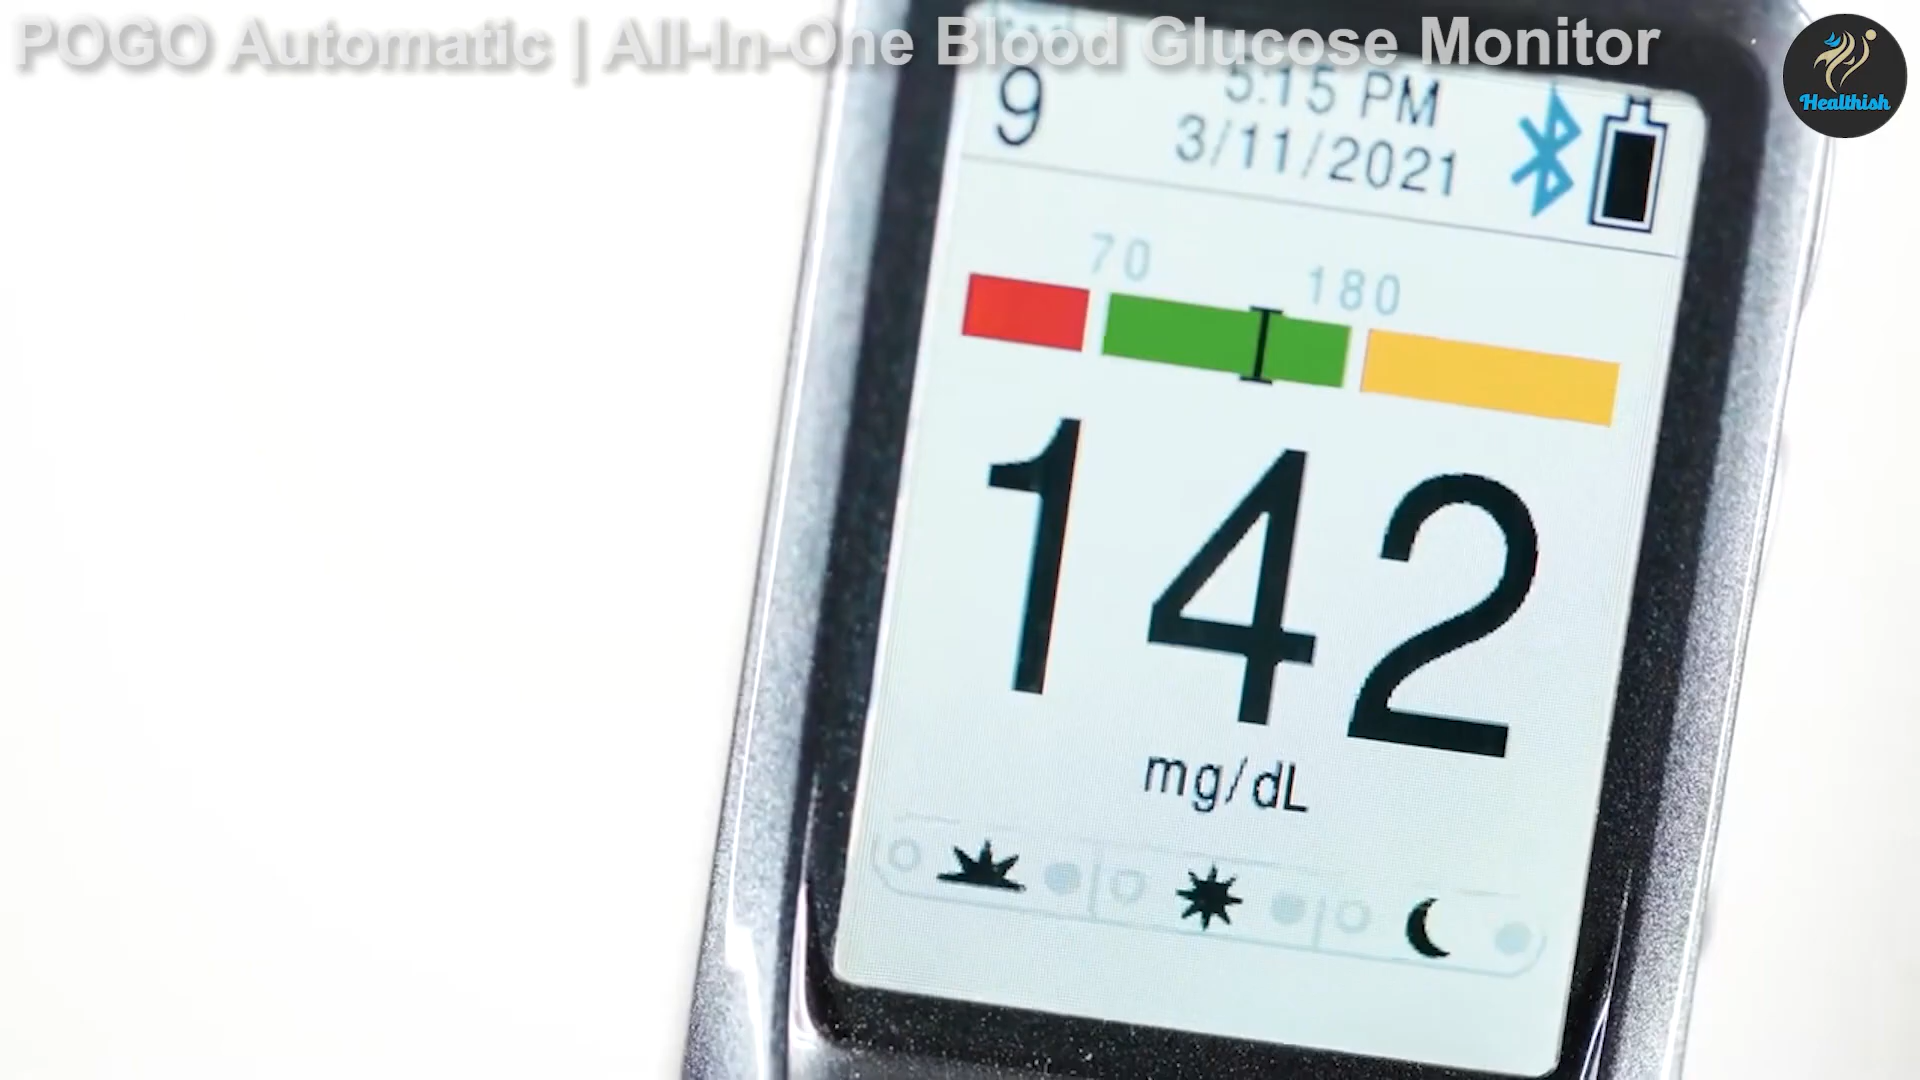 POGO Automatic | All-In-One Blood Glucose Monitor
Healthish
9
5:15 PM
3/11/2021
70
180
142
mg/dL